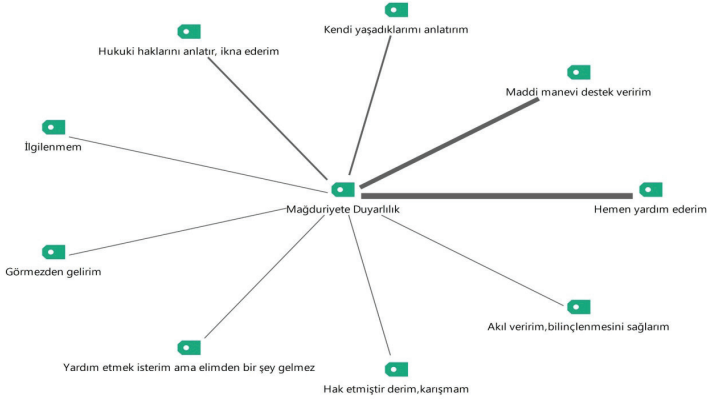 Kendi yaşadıklarımı anlatırım
Hukuki haklarını anlatır, ikna ederim
Maddi manevi destek veririm
İlgilenmem
Mağduriyete Duyarlılık
Hemen yardım ederim
Görmezden gelirim
Akıl veririm,bilinçlenmesini sağlarım
Yardım etmek isterim ama elimden bir şey gelmez
Hak etmiştir derim,karışmam